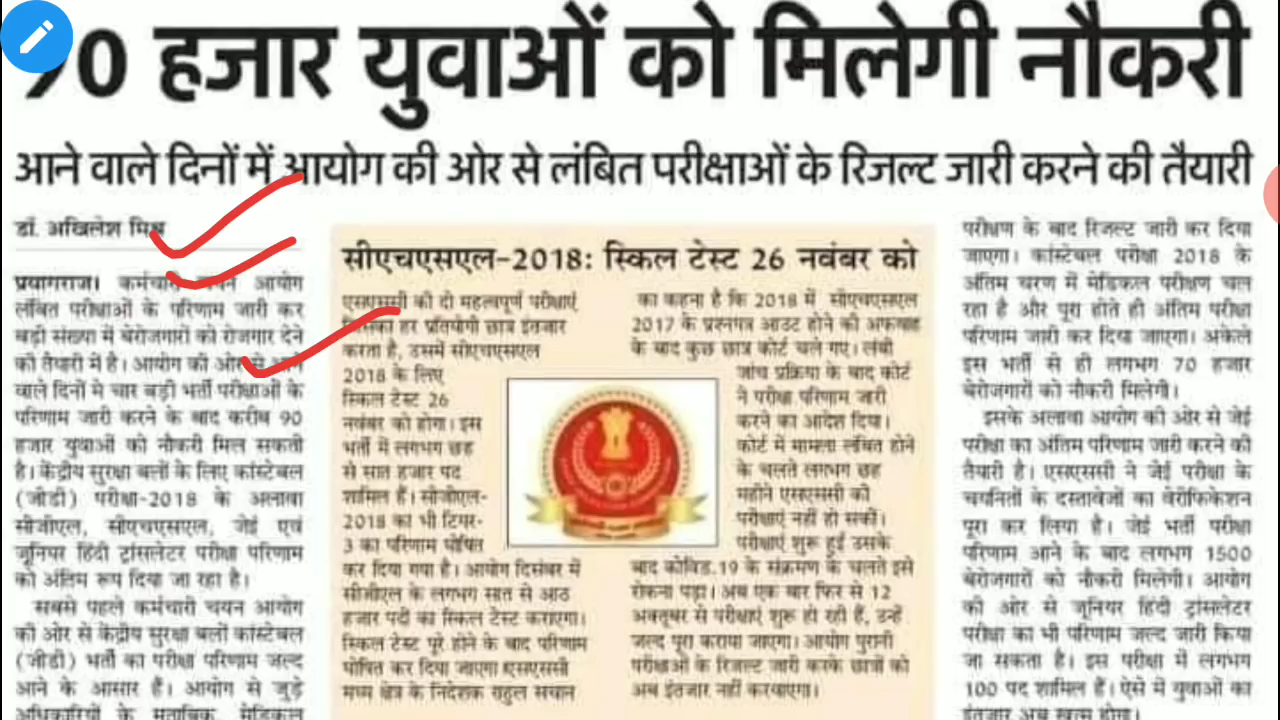 90 हजार युवाओं को मिलेगी नौकरी
आने वाले दिनों में आयोग की ओर से लंबित परीक्षाओं के रिजल्ट जारी करने की तैयारी
डॉ. अखिलेश मिश्र
प्रयागराज। कर्मचारी चयन आयोग
लंबित परीक्षाओं के परिणाम जारी कर
बड़ी संख्या में बेरोजगारों को रोजगार देने
की तैयारी में है। आयोग की ओर से आने
वाले दिनों में चार बड़ी भर्ती परीक्षाओं के
परिणाम जारी करने के बाद करीब 90
हजार युवाओं को नौकरी मिल सकती
है। केंद्रीय सुरक्षा बलों के लिए कांस्टेबल
(जीडी) परीक्षा-2018 के अलावा
सीजीएल, सीएचएसएल, जेई एवं
जूनियर हिंदी ट्रांसलेटर परीक्षा परिणाम
को अंतिम रूप दिया जा रहा है।
सबसे पहले कर्मचारी चयन आयोग
की ओर से केंद्रीय सुरक्षा बलों कांस्टेबल
(जीडी) भर्ती का परीक्षा परिणाम जल्द
आने के आसार हैं। आयोग से जुड़े
अधिकारियों के मुताबिक, मेडिकल
सीएचएसएल-2018: स्किल टेस्ट 26 नवंबर को
एसएससी की दो महत्वपूर्ण परीक्षाएं
जिसका हर प्रतियोगी छात्र इंतजार
करता है, उसमें सीएचएसएल
2018 के लिए
स्किल टेस्ट 26
नवंबर को होगा। इस
भर्ती में लगभग छह
से सात हजार पद
शामिल हैं। सीजीएल-
2018 का भी टियर-
3 का परिणाम घोषित
कर दिया गया है। आयोग दिसंबर में
सीजीएल के लगभग सात से आठ
हजार पदों का स्किल टेस्ट कराएगा।
स्किल टेस्ट पूरे होने के बाद परिणाम
घोषित कर दिया जाएगा एसएससी
मध्य क्षेत्र के निदेशक राहुल सचान
का कहना है कि 2018 में सीएचएसएल
2017 के प्रश्नपत्र आउट होने की अफवाह
के बाद कुछ छात्र कोर्ट चले गए। लंबी
जांच प्रक्रिया के बाद कोर्ट
ने परीक्षा परिणाम जारी
करने का आदेश दिया।
कोर्ट में मामला लंबित होने
के चलते लगभग छह
महीने एसएससी की
परीक्षाएं नहीं हो सकीं।
परीक्षाएं शुरू हुई उसके
बाद कोविड.19 के संक्रमण के चलते इसे
रोकना पड़ा। अब एक बार फिर से 12
अक्तूबर से परीक्षाएं शुरू हो रही हैं, उन्हें
जल्द पूरा कराया जाएगा। आयोग पुरानी
परीक्षाओं के रिजल्ट जारी करके छात्रों को
अब इंतजार नहीं करवाएगा।
परीक्षण के बाद रिजल्ट जारी कर दिया
जाएगा। कांस्टेबल परीक्षा 2018 के
अंतिम चरण में मेडिकल परीक्षण चल
रहा है और पूरा होते ही अंतिम परीक्षा
परिणाम जारी कर दिया जाएगा। अकेले
इस भर्ती से ही लगभग 70 हजार
बेरोजगारों को नौकरी मिलेगी।
इसके अलावा आयोग की ओर से जेई
परीक्षा का अंतिम परिणाम जारी करने की
तैयारी है। एसएससी ने जेई परीक्षा के
चयनितों के दस्तावेजों का वेरीफिकेशन
पूरा कर लिया है। जेई भर्ती परीक्षा
परिणाम आने के बाद लगभग 1500
बेरोजगारों को नौकरी मिलेगी। आयोग
की ओर से जूनियर हिंदी ट्रांसलेटर
परीक्षा का भी परिणाम जल्द जारी किया
जा सकता है। इस परीक्षा में लगभग
100 पद शामिल हैं। ऐसे में युवाओं का
इंतजार अब खत्म होगा।